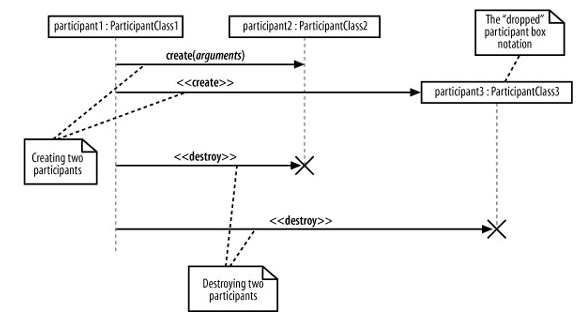 participant1 : ParticipantClass1
participant2 : ParticipantClass2
The “dropped”
participant box
notation
create(arguments)
<<create>>
participant3 : ParticipantClass3
Creating two
participants
<<destroy>>
<<destroy>>
Destroying two
participants